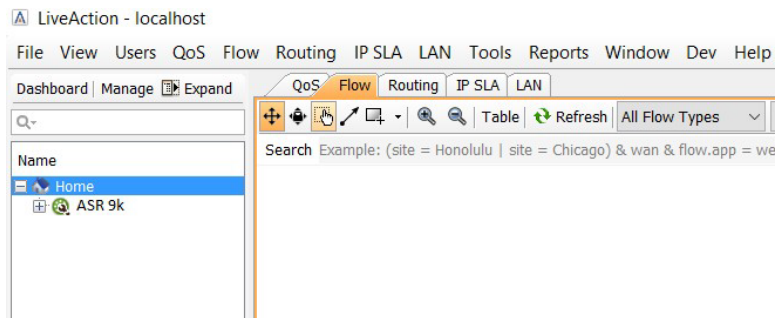 LiveAction - localhost
File View Users QoS Flow Routing IP SLA LAN Tools Reports Window Dev Help
Dashboard | Manage Expand
QoS Flow Routing IP SLA LAN
Table Refresh All Flow Types
Search Example: (site = Honolulu | site = Chicago) & wan & flow.app = we
Name
Home
ASR 9k